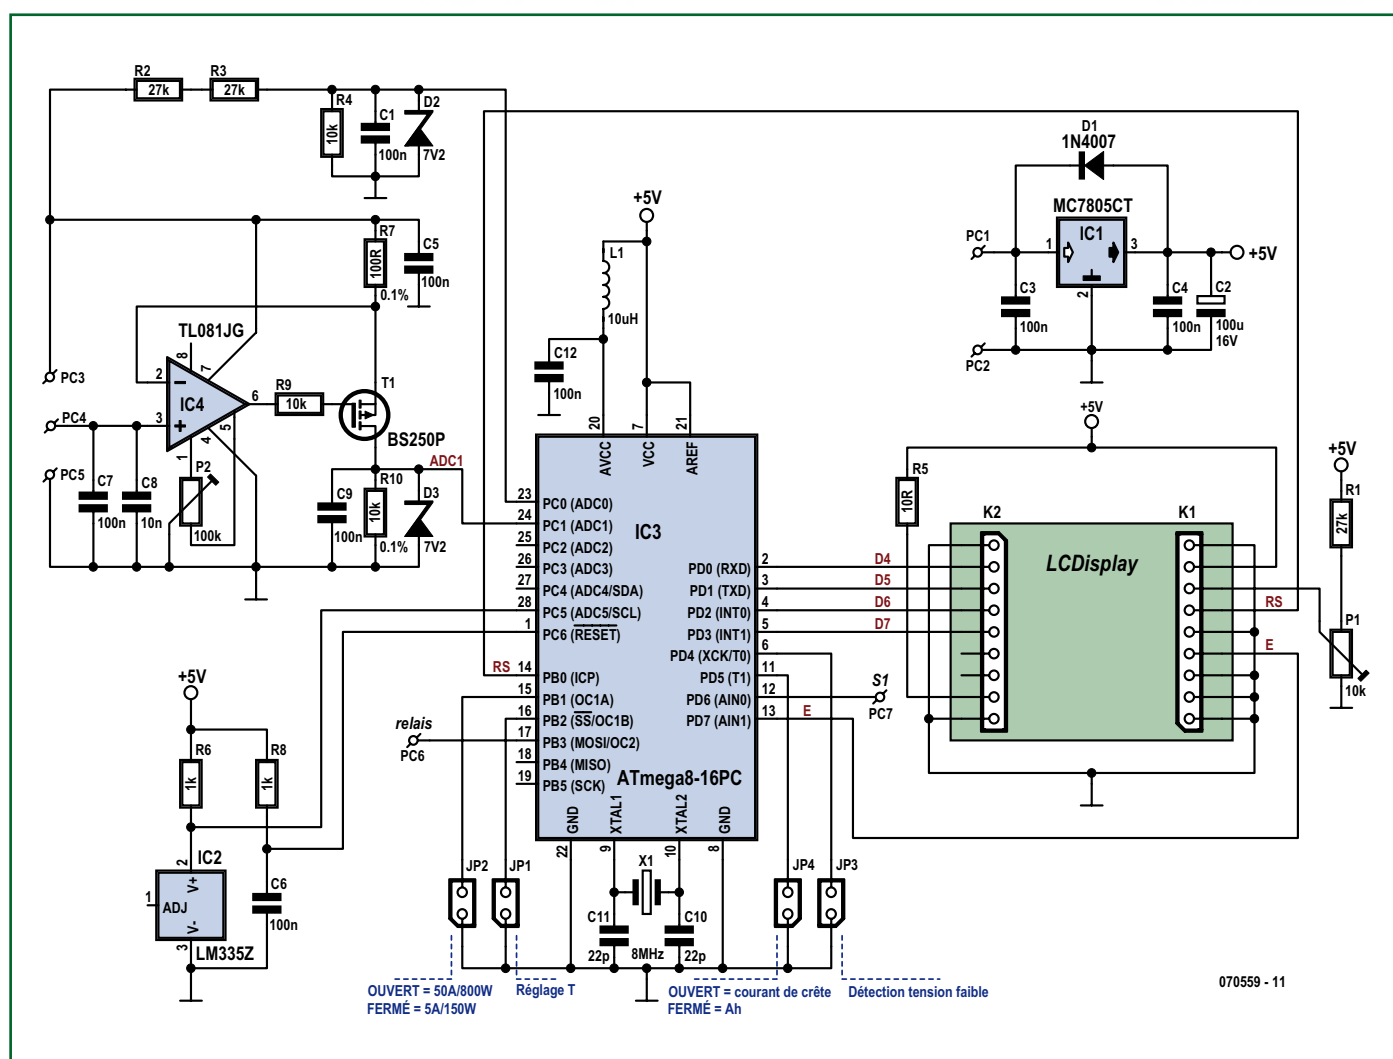 R2
27k
R3
27k
R4
10k
C1
100n
D2
7V2
R7
100R
0.1%
C5
100n
TL081JG
8
7
2
3
6
IC4
4
5
1
PC3
PC4
PC5
R9
10k
T1
BS250P
P2
100k
C7
100n
C8
10n
C9
100n
R10
10k
0.1%
D3
7V2
ADC1
+5V
L1
10uH
C12
100n
20
7
21
AVCC
VCC
AREF
IC3
ATmega8-16PC
23 PC0 (ADC0)
24 PC1 (ADC1)
25 PC2 (ADC2)
26 PC3 (ADC3)
27 PC4 (ADC4/SDA)
28 PC5 (ADC5/SCL)
1 PC6 (RESET)
RS 14 PB0 (ICP)
15 PB1 (OC1A)
16 PB2 (SS/OC1B)
17 PB3 (MOSI/OC2)
18 PB4 (MISO)
19 PB5 (SCK)
PD0 (RXD) 2 D4
PD1 (TXD) 3 D5
PD2 (INT0) 4 D6
PD3 (INT1) 5 D7
PD4 (XCK/T0) 6
PD5 (T1) 11
PD6 (AIN0) 12
PD7 (AIN1) 13 E
S1
PC7
relais
PC6
GND
XTAL1
XTAL2
GND
22
9
10
8
X1
8MHz
C11
22p
C10
22p
JP2
JP1
JP4
JP3
OUVERT = 50A/800W
FERMÉ = 5A/150W
Réglage T
OUVERT = courant de crête
FERMÉ = Ah
Détection tension faible
+5V
R6
1k
R8
1k
IC2
2
V+
1
ADJ
V-
3
LM335Z
C6
100n
D1
1N4007
MC7805CT
IC1
PC1
1
3
2
+5V
C3
100n
C4
100n
C2
100u
16V
PC2
+5V
R5
10R
K2
K1
LCDisplay
RS
E
+5V
R1
27k
P1
10k
070559 - 11